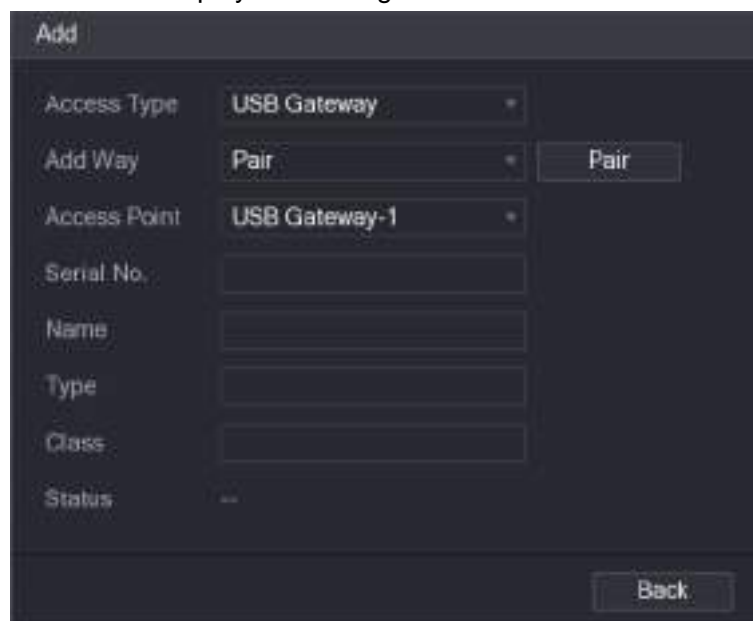 Add
Access Type USB Gateway
Add Way Pair Pair
Access Point USB Gateway-1
Serial No.
Name
Type
Class
Status --
Back